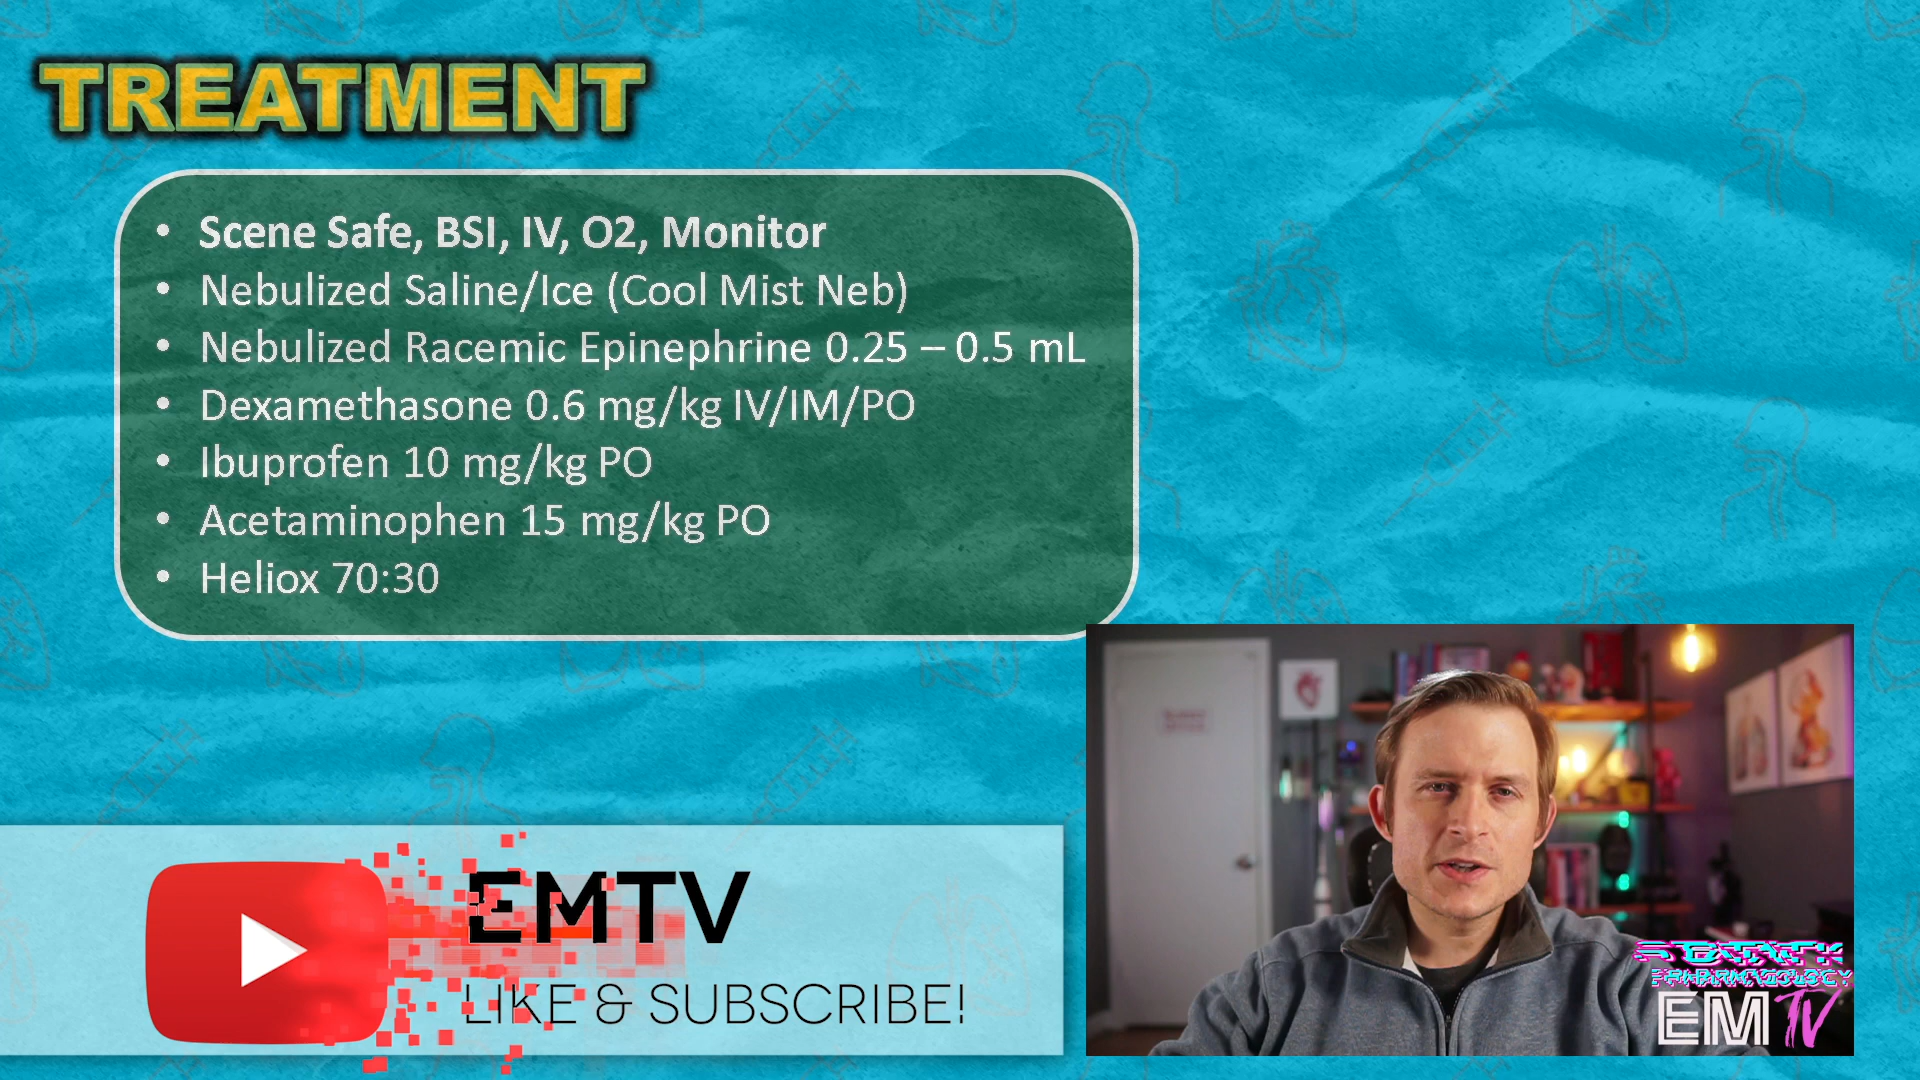 TREATMENT
• Scene Safe, BSI, IV, O2, Monitor
• Nebulized Saline/Ice (Cool Mist Neb)
• Nebulized Racemic Epinephrine 0.25 – 0.5 mL
• Dexamethasone 0.6 mg/kg IV/IM/PO
• Ibuprofen 10 mg/kg PO
• Acetaminophen 15 mg/kg PO
• Heliox 70:30
EMTV
LIKE & SUBSCRIBE!
EMTV